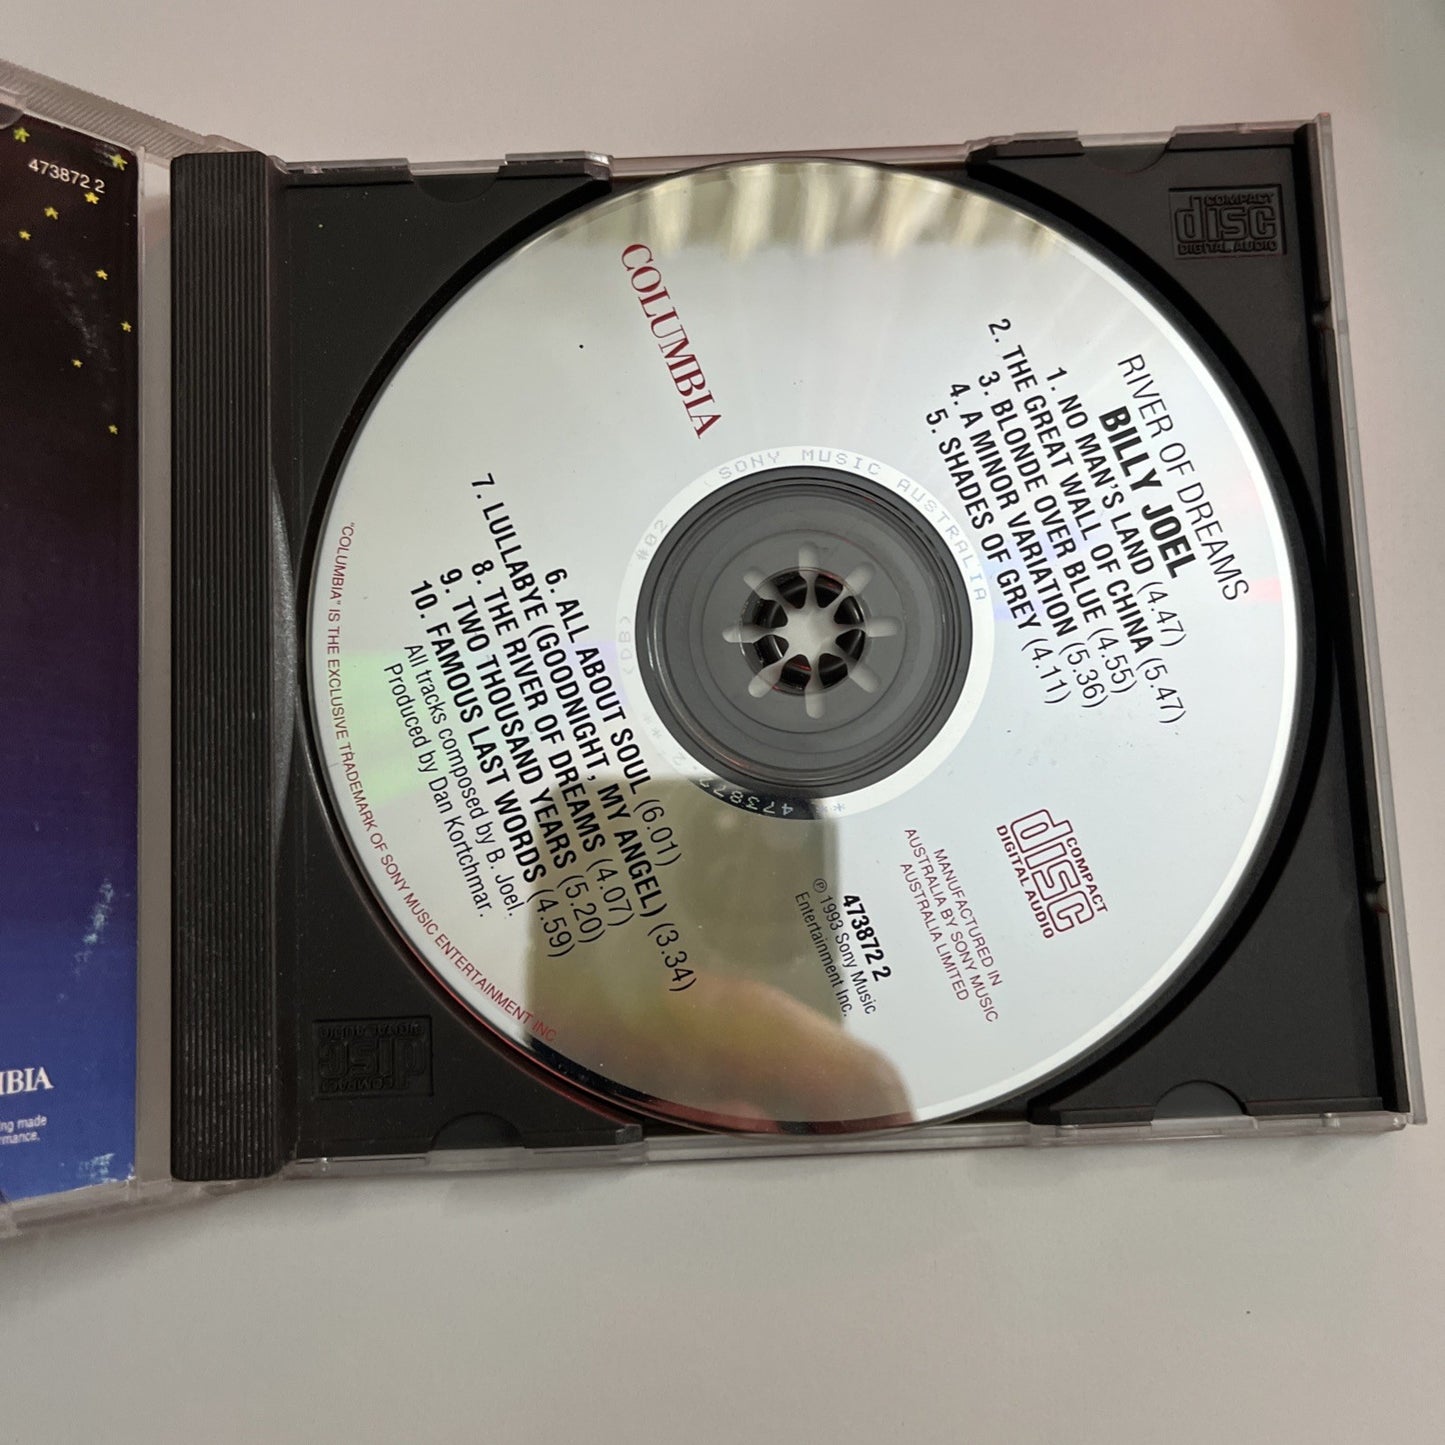 473872 2
MBIA
ng made
rmance.
COMPACT
disc
DIGITAL AUDIO
COLUMBIA
RIVER OF DREAMS
BILLY JOEL
1. NO MAN'S LAND (4.47)
2. THE GREAT WALL OF CHINA (5.47)
3. BLONDE OVER BLUE (4.55)
4. A MINOR VARIATION (5.36)
5. SHADES OF GREY (4.11)
SONY MUSIC AUSTRALIA
#02
(DB)
6. ALL ABOUT SOUL (6.01)
7. LULLABYE (GOODNIGHT, MY ANGEL) (3.34)
8. THE RIVER OF DREAMS (4.07)
9. TWO THOUSAND YEARS (5.20)
10. FAMOUS LAST WORDS (4.59)
All tracks composed by B. Joel.
Produced by Dan Kortchmar.
"COLUMBIA" IS THE EXCLUSIVE TRADEMARK OF SONY MUSIC ENTERTAINMENT INC
COMPACT
disc
DIGITAL AUDIO
MANUFACTURED IN
AUSTRALIA BY SONY MUSIC
AUSTRALIA LIMITED
473872 2
℗ 1993 Sony Music
Entertainment Inc.
COMPACT
disc
DIGITAL AUDIO